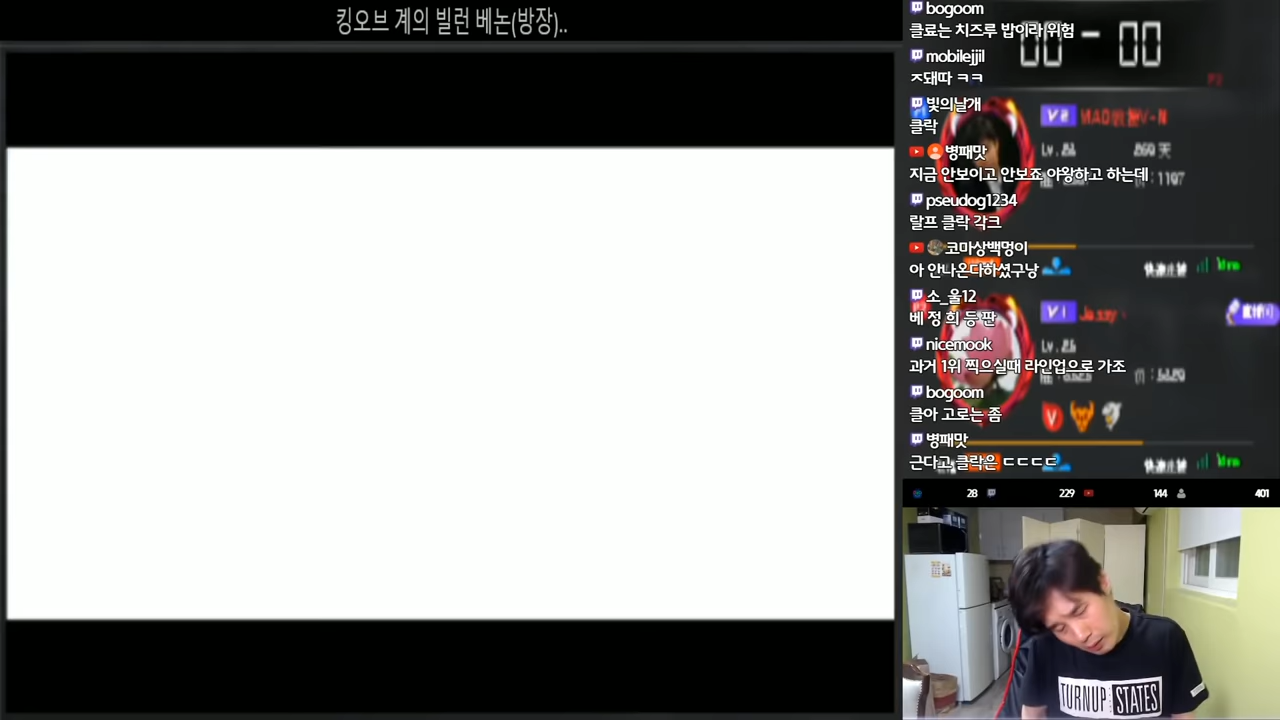 킹오브 계의 빌런 베논(방장)..
bogoom
클료는 치즈루 밥이라 위험
00 - 00
mobilejjil
ㅈ돼따 ㅋㅋ
빛의날개
클락
Lv.
병패맛
지금 안보이고 안보죠 야왕하고 하는데
: 1107
pseudog1234
랄프 클락 각크
코마상백멍이
아 안나온다하셨구낭
소_울12
베 정 희 등 판
nicemook
과거 1위 찍으실때 라인업으로 가조
bogoom
클아 고로는 좀
병패맛
근다고 클락은 ㄷㄷㄷㄷ
28 229 144 401
TURNUP STATES